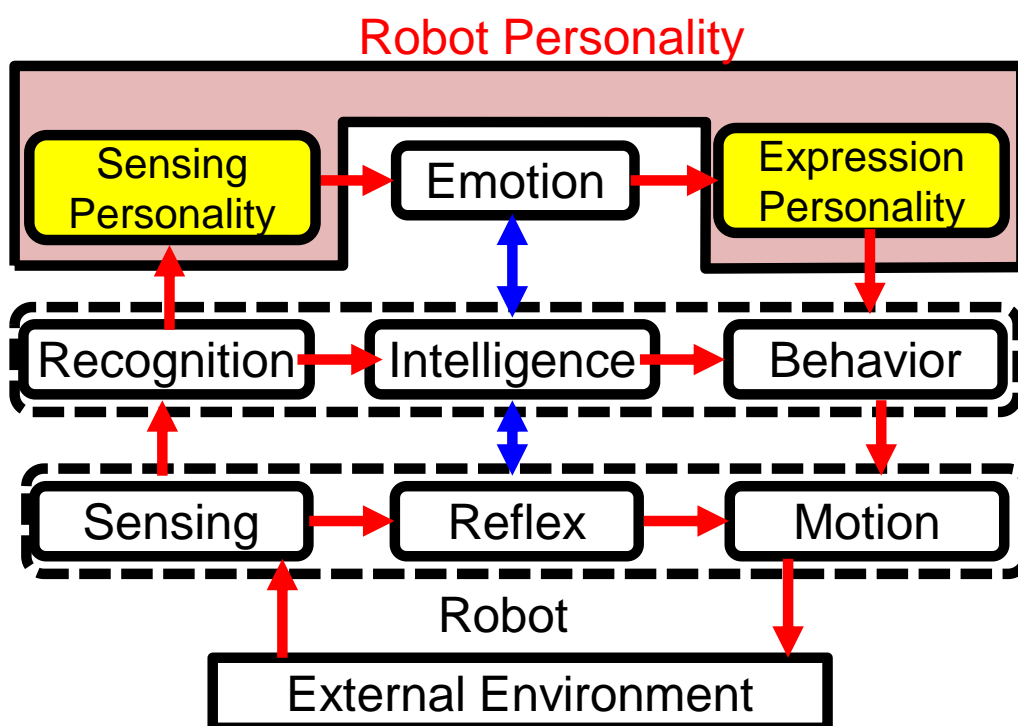 Robot Personality
Sensing
Personality
Emotion
Expression
Personality
Recognition
Intelligence
Behavior
Sensing
Reflex
Motion
Robot
External Environment